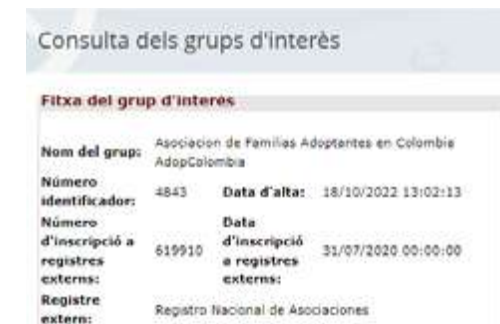 Consulta dels grups d'interès
Fitxa del grup d'interès
Nom del grup: Asociacion de Familias Adoptantes en Colombia
AdopColombia
Número
identificador: 4843 Data d'alta: 18/10/2022 13:02:13
Número
d'inscripció a
registres
externs: 619910 Data
d'inscripció
a registres
externs: 31/07/2020 00:00:00
Registre
extern: Registro Nacional de Asociaciones